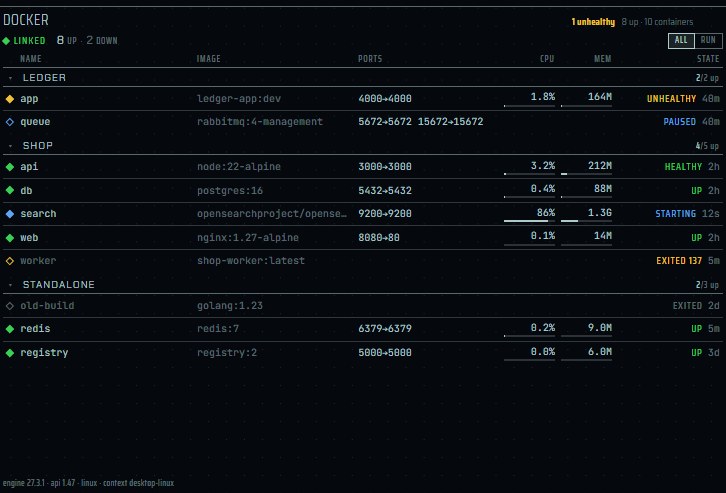 DOCKER
1 unhealthy 8 up · 10 containers
LINKED 8 UP · 2 DOWN
ALL RUN
NAME IMAGE PORTS CPU MEM STATE
LEDGER 2/2 up
app ledger-app:dev 4000→4000 1.8% 164M UNHEALTHY 40m
queue rabbitmq:4-management 5672→5672 15672→15672 PAUSED 40m
SHOP 4/5 up
api node:22-alpine 3000→3000 3.2% 212M HEALTHY 2h
db postgres:16 5432→5432 0.4% 88M UP 2h
search opensearchproject/opense… 9200→9200 86% 1.3G STARTING 12s
web nginx:1.27-alpine 8080→80 0.1% 14M UP 2h
worker shop-worker:latest EXITED 137 5m
STANDALONE 2/3 up
old-build golang:1.23 EXITED 2d
redis redis:7 6379→6379 0.2% 9.0M UP 5m
registry registry:2 5000→5000 0.0% 6.0M UP 3d
engine 27.3.1 · api 1.47 · linux · context desktop-linux